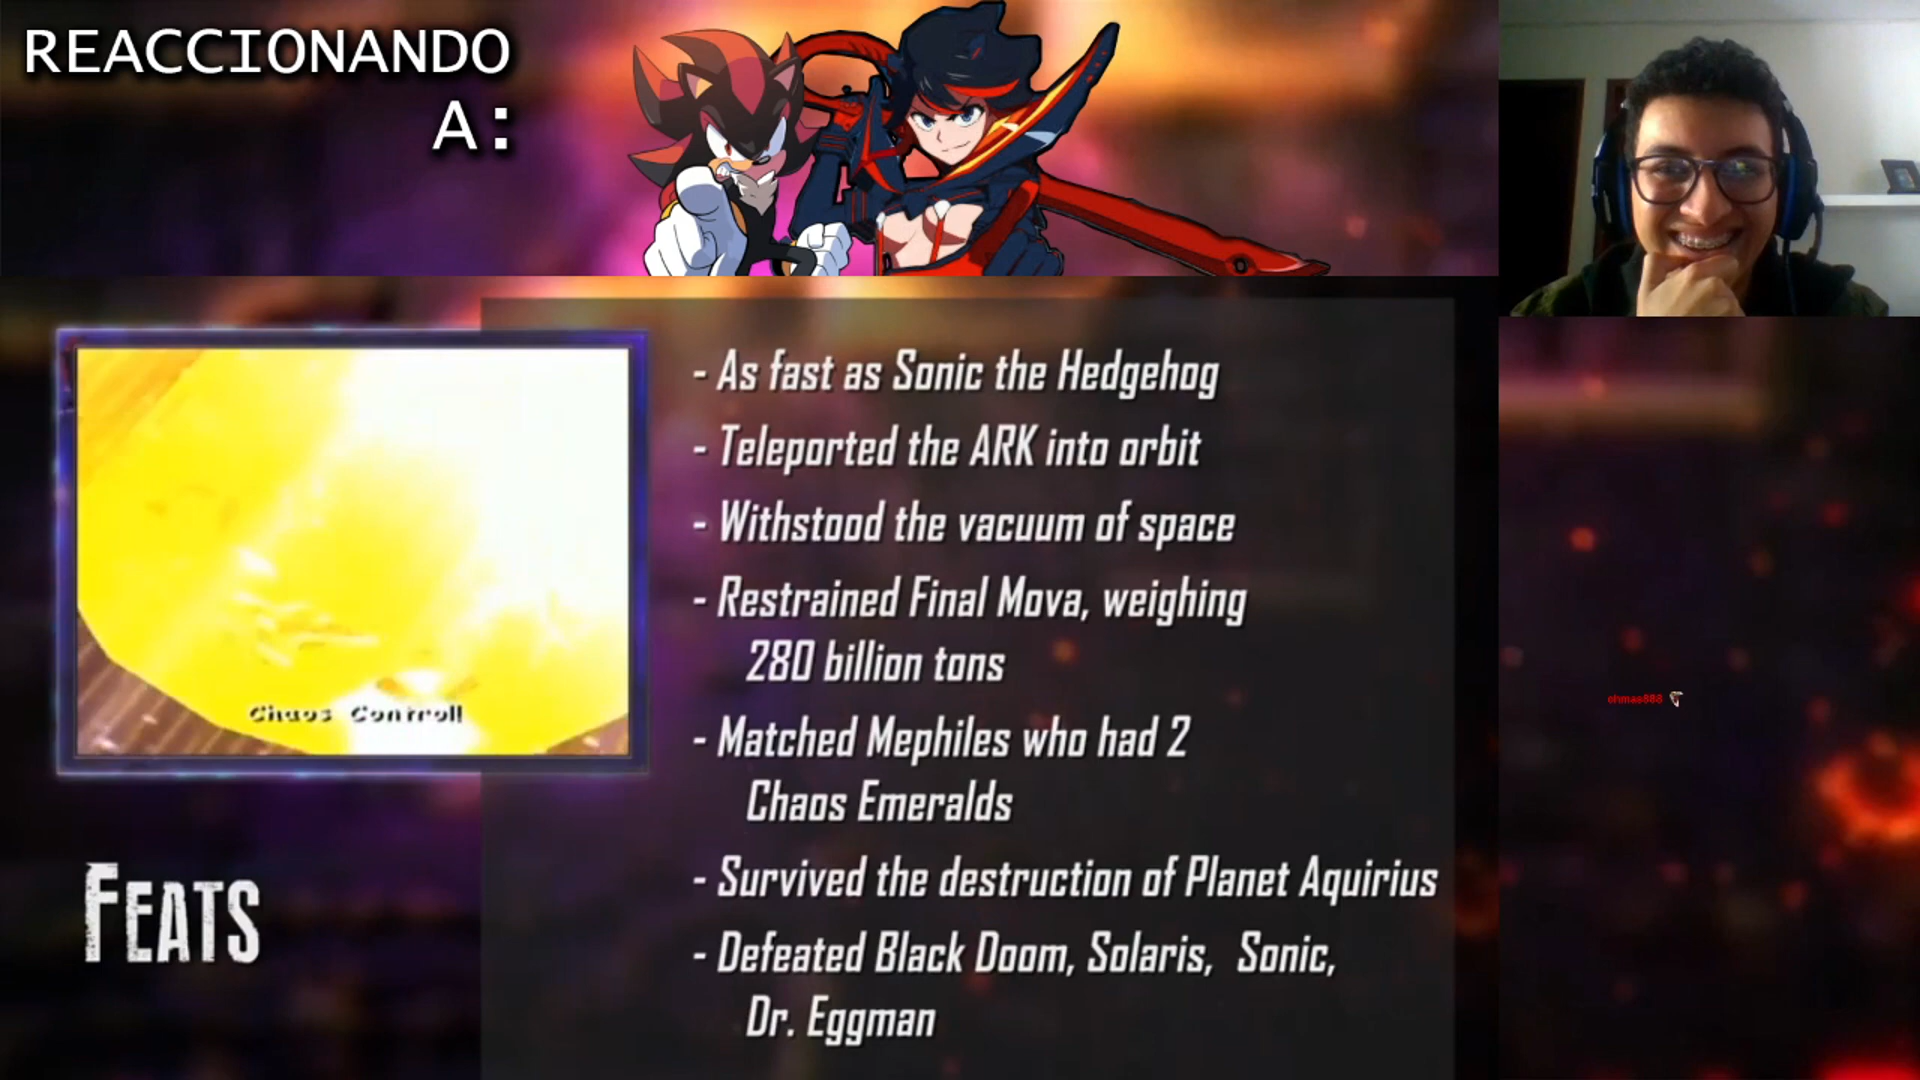 REACCIONANDO
A:
- As fast as Sonic the Hedgehog
- Teleported the ARK into orbit
- Withstood the vacuum of space
- Restrained Final Mova, weighing
280 billion tons
- Matched Mephiles who had 2
Chaos Emeralds
- Survived the destruction of Planet Aquirius
- Defeated Black Doom, Solaris, Sonic,
Dr. Eggman
Chaos Control!
FEATS